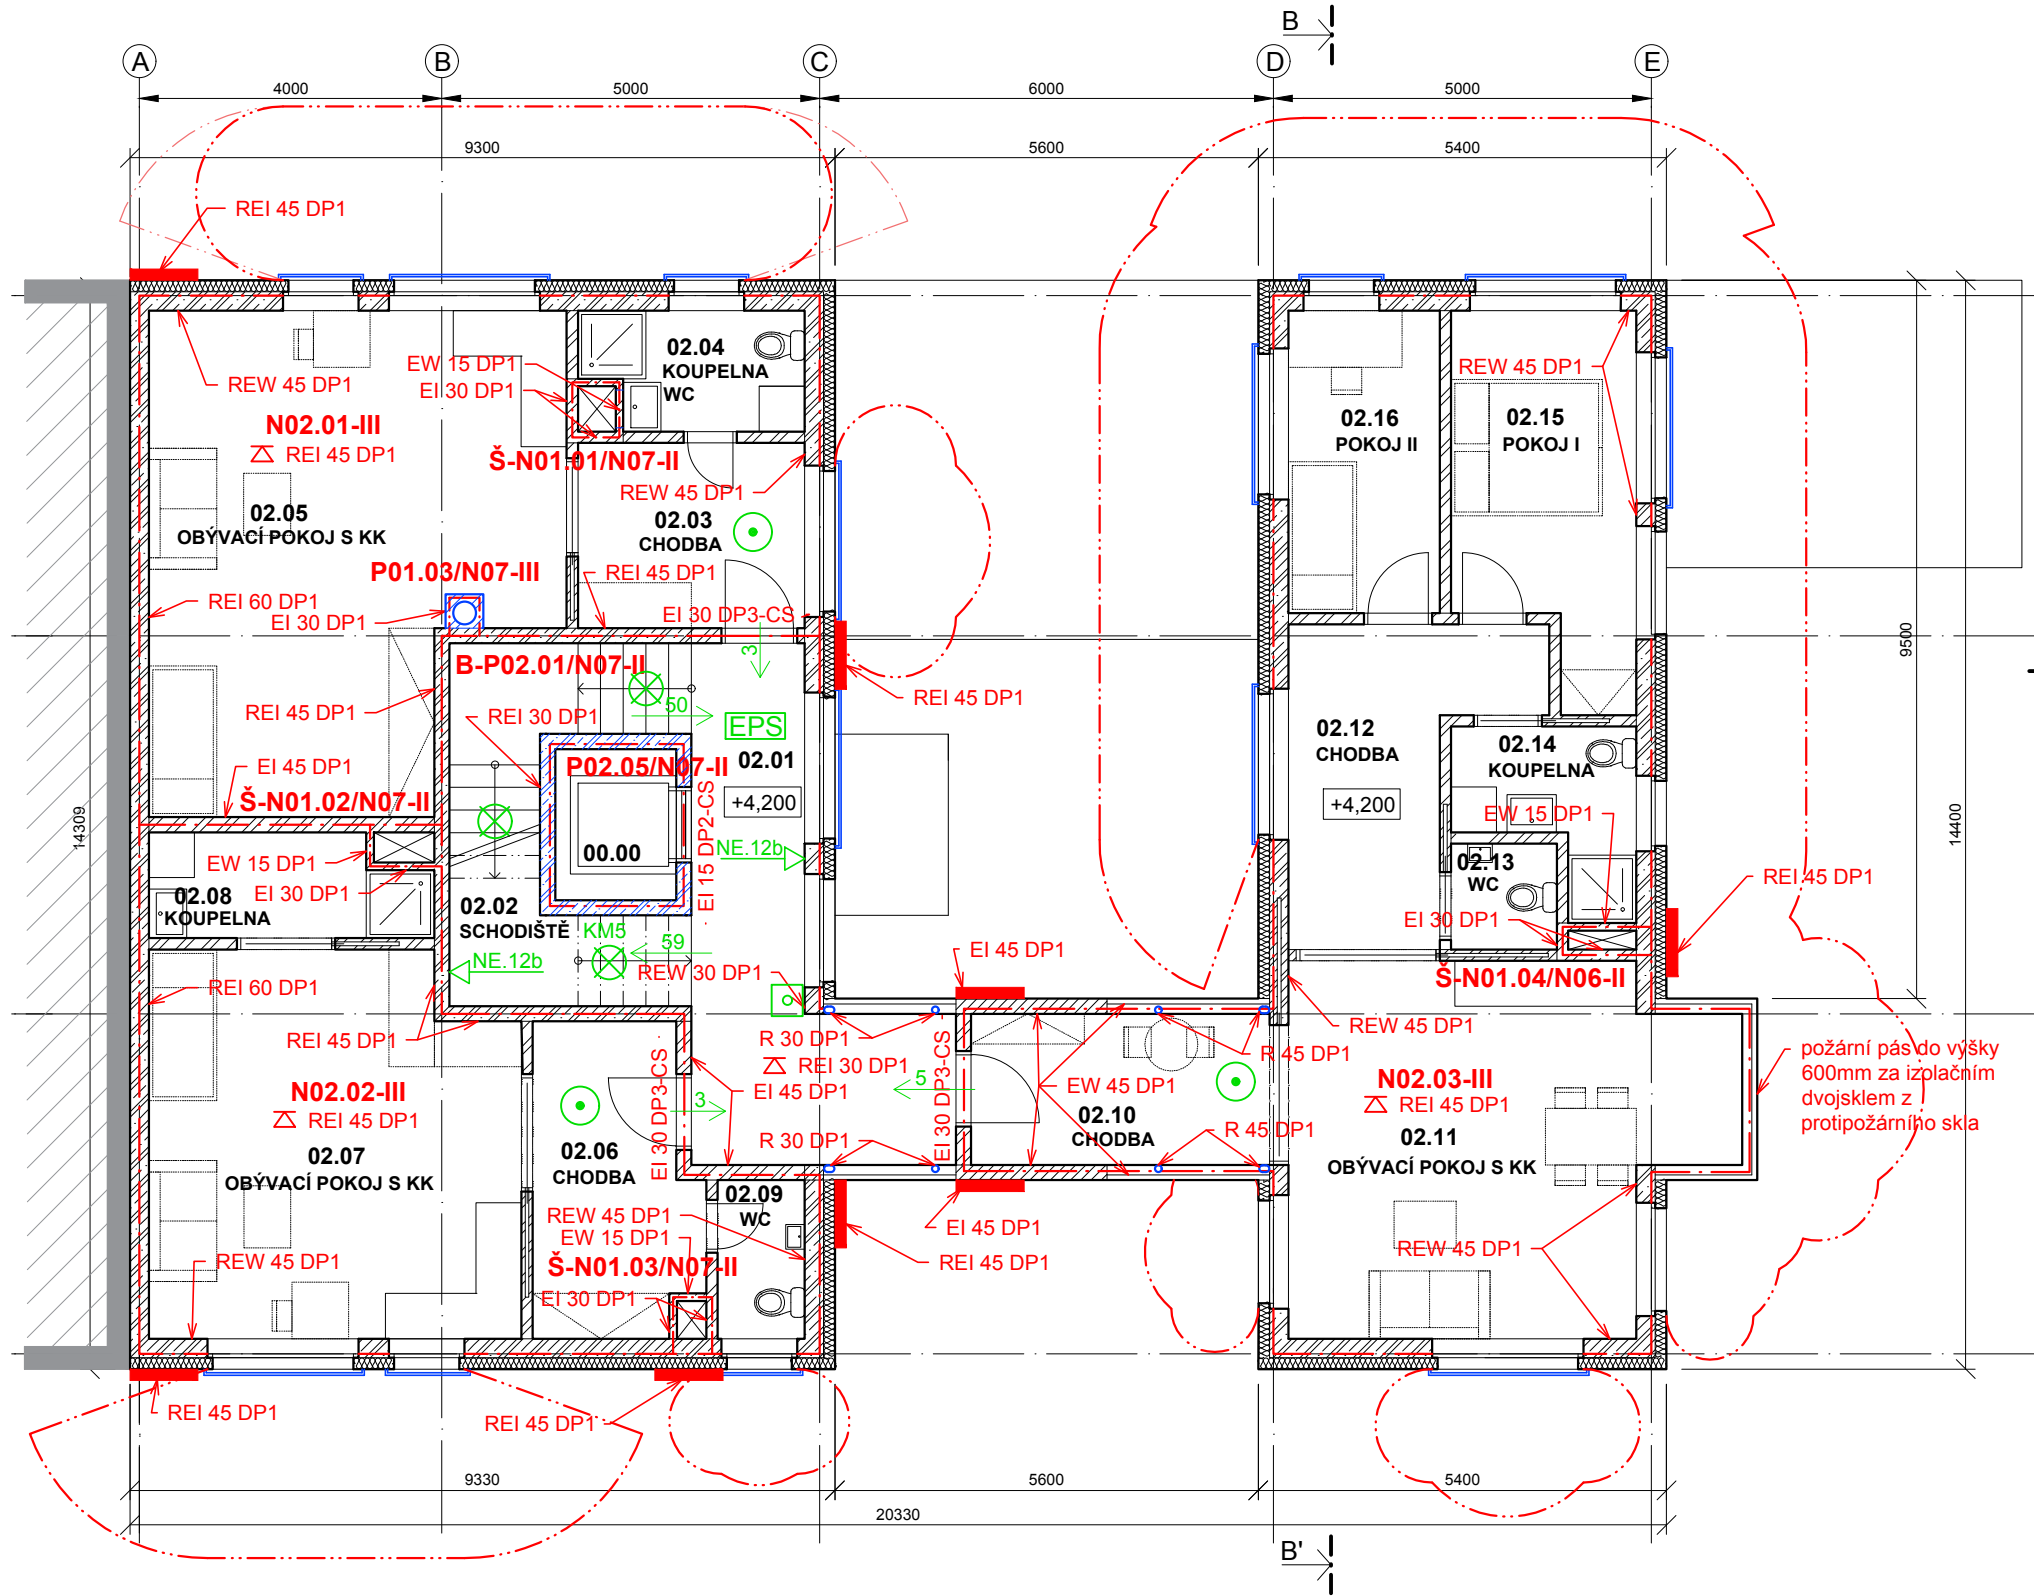 B
A
B
C
D
E
4000
5000
6000
5000
9300
5600
5400
REI 45 DP1
REW 45 DP1
EW 15 DP1
EI 30 DP1
02.04
KOUPELNA
WC
N02.01-III
REI 45 DP1
Š-N01.01/N07-II
REW 45 DP1
02.05
OBÝVACÍ POKOJ S KK
02.03
CHODBA
P01.03/N07-III
REI 45 DP1
REI 60 DP1
EI 30 DP1
EI 30 DP3-CS
3
B-P02.01/N07-II
REI 45 DP1
REI 30 DP1
50
EPS
REI 45 DP1
EI 45 DP1
P02.05/N07-II
02.01
Š-N01.02/N07-II
+4,200
EI 15 DP2-CS
00.00
NE.12b
EW 15 DP1
EI 30 DP1
02.08
KOUPELNA
02.02
SCHODIŠTĚ
KM5
59
NE.12b
REW 30 DP1
9
REI 60 DP1
REI 45 DP1
14309
REW 45 DP1
02.16
POKOJ II
02.15
POKOJ I
9500
14400
02.12
CHODBA
+4,200
02.14
KOUPELNA
EW 15 DP1
02.13
WC
EI 30 DP1
REI 45 DP1
Š-N01.04/N06-II
EI 45 DP1
REW 45 DP1
R 30 DP1
REI 30 DP1
EI 45 DP1
EI 30 DP3-CS
5
R 45 DP1
EW 45 DP1
02.10
CHODBA
R 30 DP1
R 45 DP1
N02.03-III
REI 45 DP1
02.11
OBÝVACÍ POKOJ S KK
požární pás do výšky
600mm za izolačním
dvojsklem z
protipožárního skla
N02.02-III
REI 45 DP1
02.07
OBÝVACÍ POKOJ S KK
02.06
CHODBA
EI 30 DP3-CS
3
02.09
WC
REW 45 DP1
EW 15 DP1
Š-N01.03/N07-II
EI 30 DP1
REW 45 DP1
EI 45 DP1
REI 45 DP1
REW 45 DP1
REI 45 DP1
REI 45 DP1
9330
5600
5400
20330
B'